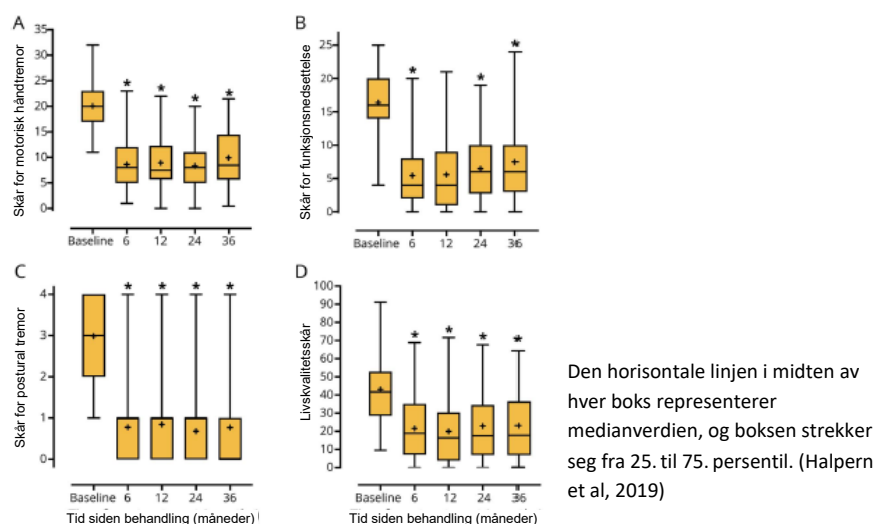 A
Skår for motorisk håndtremor
35
30
25
20
15
10
5
0
* * * *
Baseline 6 12 24 36
B
Skår for funksjonsnedsettelse
25
20
15
10
5
0
* * *
Baseline 6 12 24 36
C
Skår for postural tremor
4
3
2
1
0
* * * *
Baseline 6 12 24 36
Tid siden behandling (måneder)
D
Livskvalitetsskår
100
90
80
70
60
50
40
30
20
10
0
* * * *
Baseline 6 12 24 36
Tid siden behandling (måneder)
Den horisontale linjen i midten av
hver boks representerer
medianverdien, og boksen strekker
seg fra 25. til 75. persentil. (Halpern
et al, 2019)